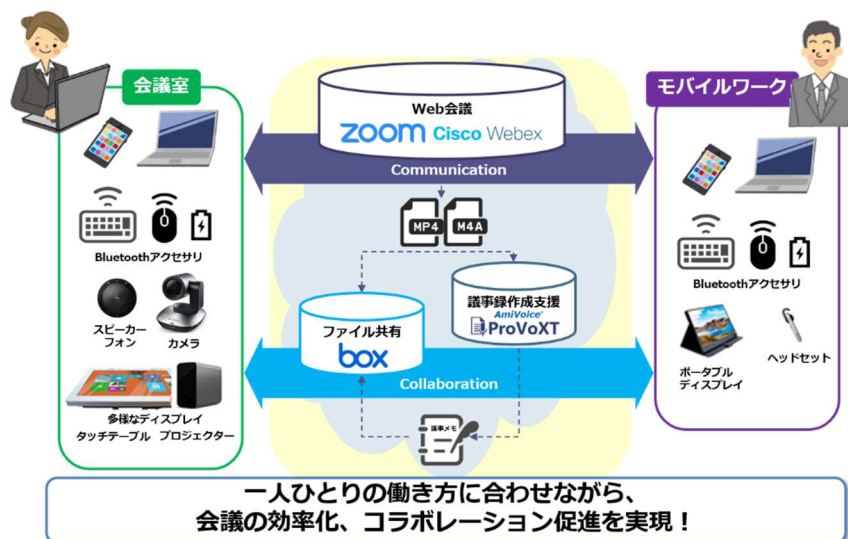 会議室
Bluetoothアクセサリ
スピーカー
フォン
カメラ
多様なディスプレイ
タッチテーブル プロジェクター
Web会議
zoom Cisco Webex
Communication
MP4 M4A
ファイル共有
box
議事録作成支援
AmiVoice®
ProVoXT
Collaboration
議事メモ
モバイルワーク
Bluetoothアクセサリ
ポータブル
ディスプレイ
ヘッドセット
一人ひとりの働き方に合わせながら、
会議の効率化、コラボレーション促進を実現！